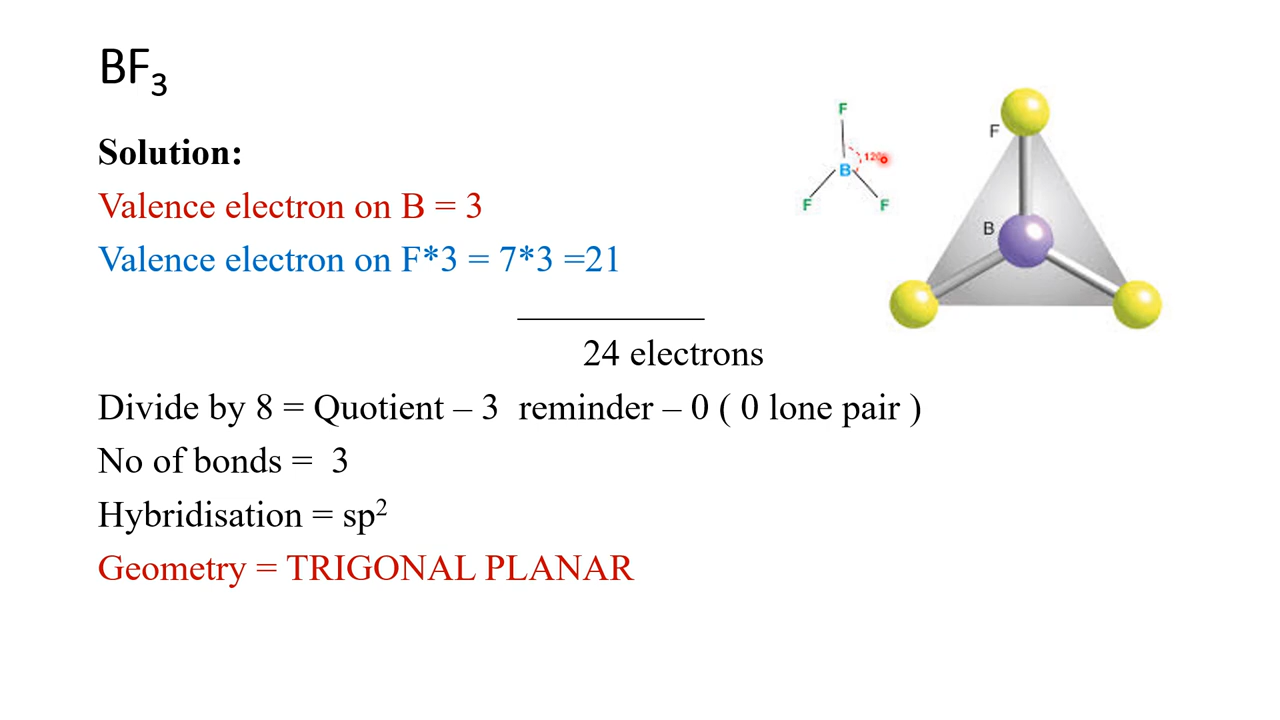 BF₃
Solution:
Valence electron on B = 3
Valence electron on F*3 = 7*3 =21
24 electrons
Divide by 8 = Quotient – 3 reminder – 0 ( 0 lone pair )
No of bonds = 3
Hybridisation = sp²
Geometry = TRIGONAL PLANAR
F
120
B
F F
F
B